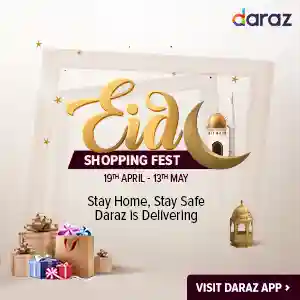 daraz
Eid
SHOPPING FEST
19TH APRIL - 13TH MAY
Stay Home, Stay Safe
Daraz is Delivering
VISIT DARAZ APP >